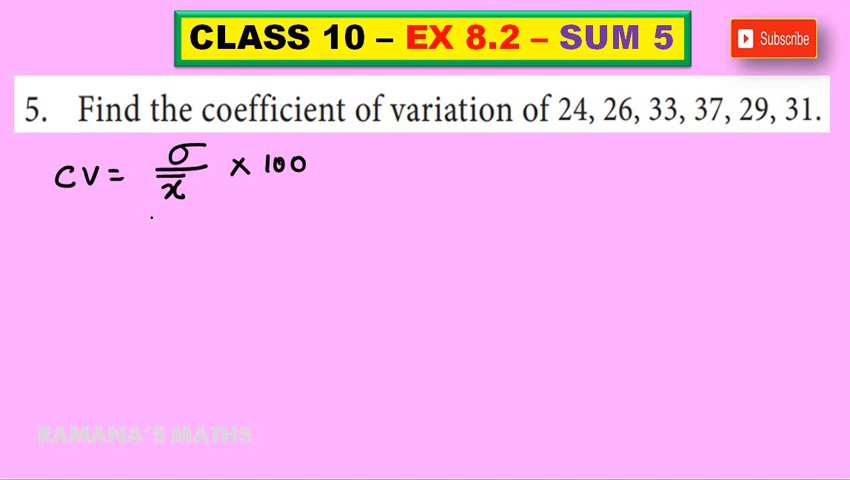 CLASS 10 – EX 8.2 – SUM 5
Subscribe
5. Find the coefficient of variation of 24, 26, 33, 37, 29, 31.
CV = σ / x̄ × 100
RAMANA'S MATHS